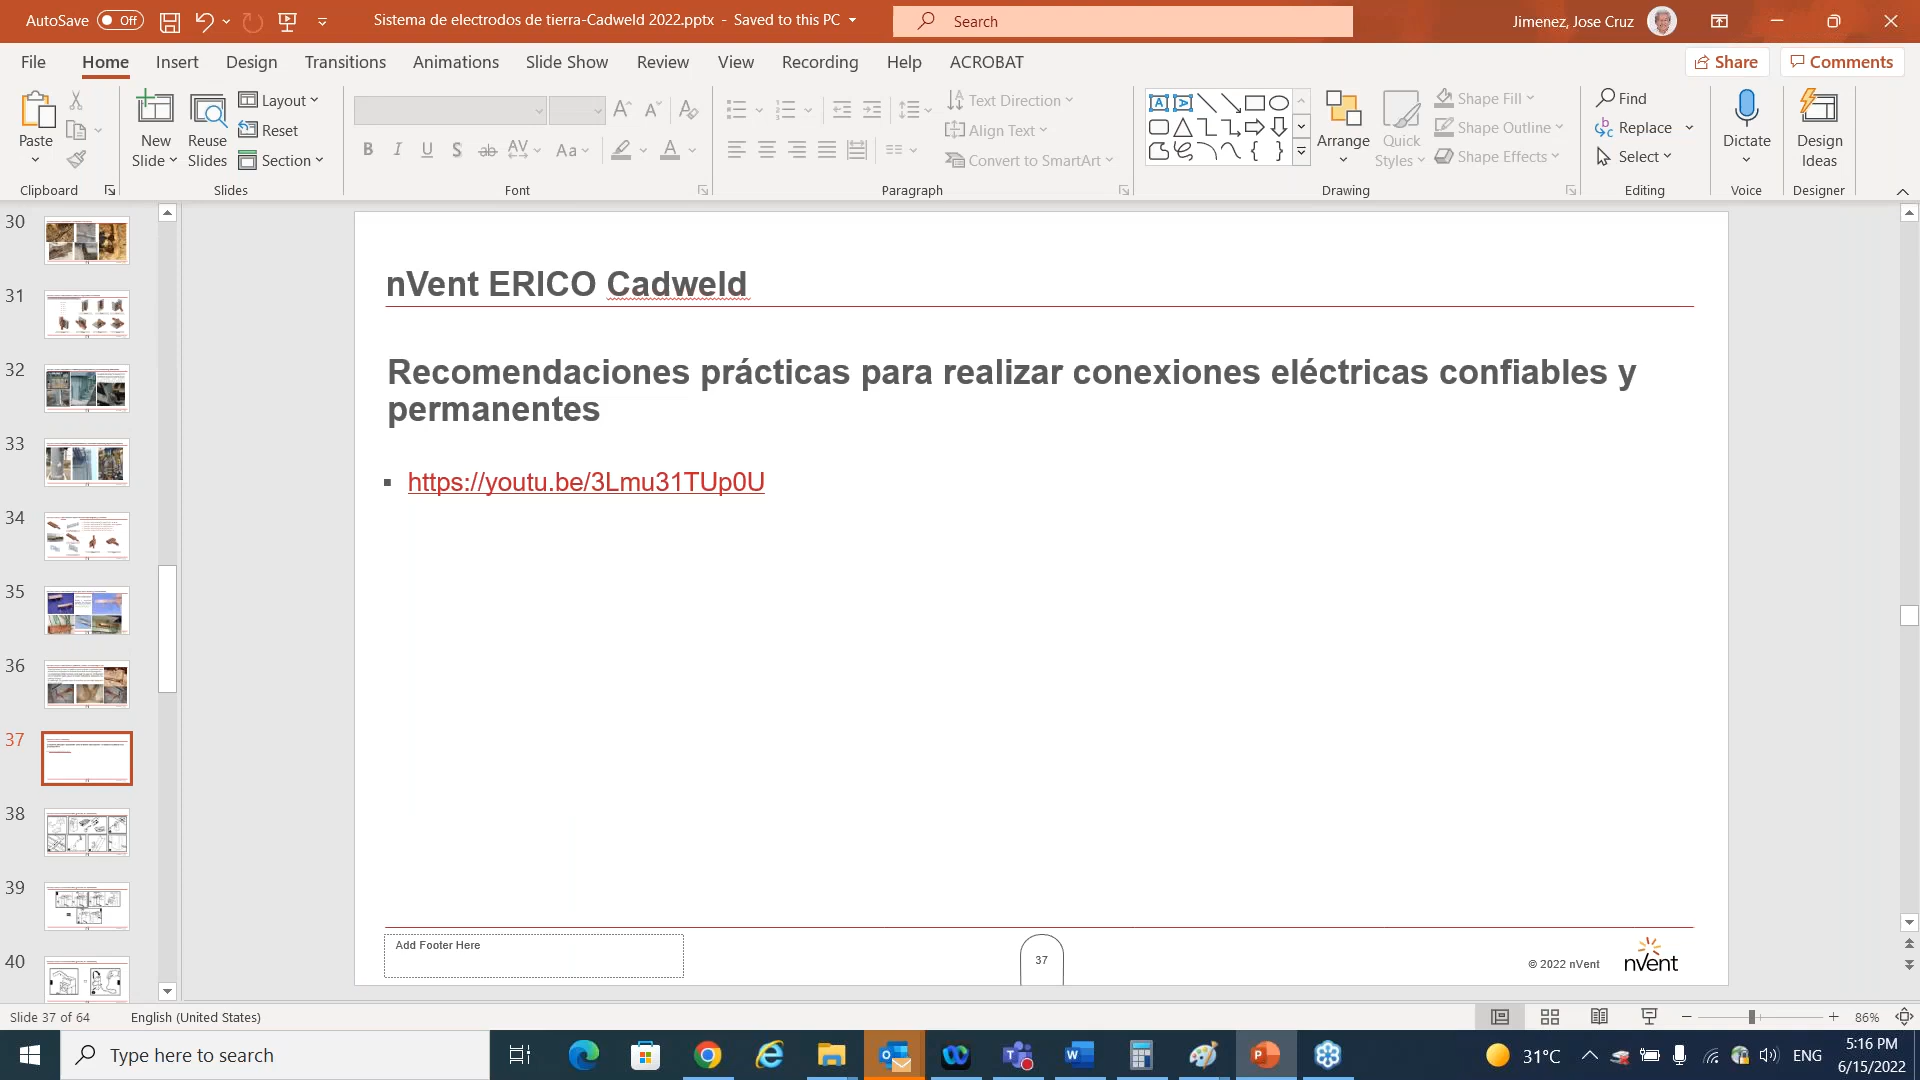 AutoSave Off Sistema de electrodos de tierra-Cadweld 2022.pptx - Saved to this PC Search Jimenez, Jose Cruz
File Home Insert Design Transitions Animations Slide Show Review View Recording Help ACROBAT Share Comments
Paste New Slide Reuse Slides Layout Reset Section
B I U S ab AV Aa A
Text Direction Align Text Convert to SmartArt
Arrange Quick Styles Shape Fill Shape Outline Shape Effects
Find Replace Select Dictate Design Ideas
Clipboard Slides Font Paragraph Drawing Editing Voice Designer
30
31
32
33
34
35
36
37
38
39
40
nVent ERICO Cadweld
Recomendaciones prácticas para realizar conexiones eléctricas confiables y
permanentes
https://youtu.be/3Lmu31TUp0U
Add Footer Here
37
© 2022 nVent
nVent
Slide 37 of 64 English (United States) 86%
Type here to search 31°C ENG 5:16 PM
6/15/2022